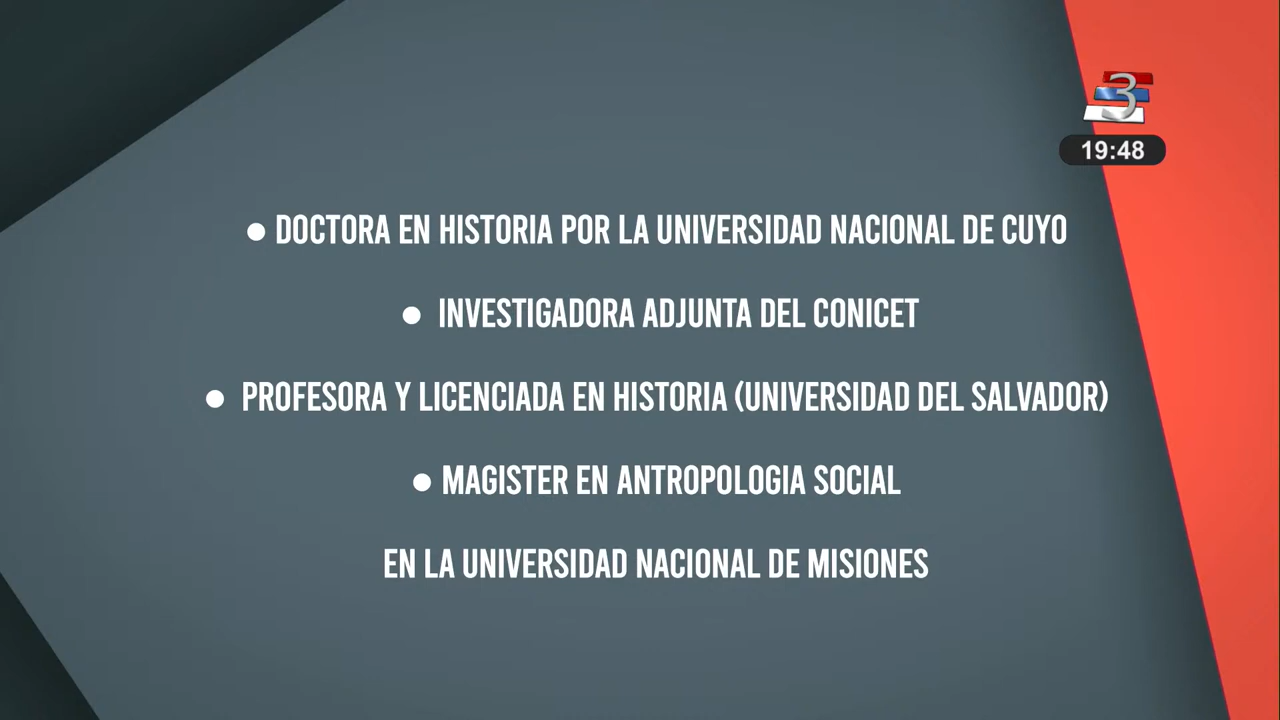 3
19:48
● DOCTORA EN HISTORIA POR LA UNIVERSIDAD NACIONAL DE CUYO
● INVESTIGADORA ADJUNTA DEL CONICET
● PROFESORA Y LICENCIADA EN HISTORIA (UNIVERSIDAD DEL SALVADOR)
● MAGISTER EN ANTROPOLOGIA SOCIAL
EN LA UNIVERSIDAD NACIONAL DE MISIONES